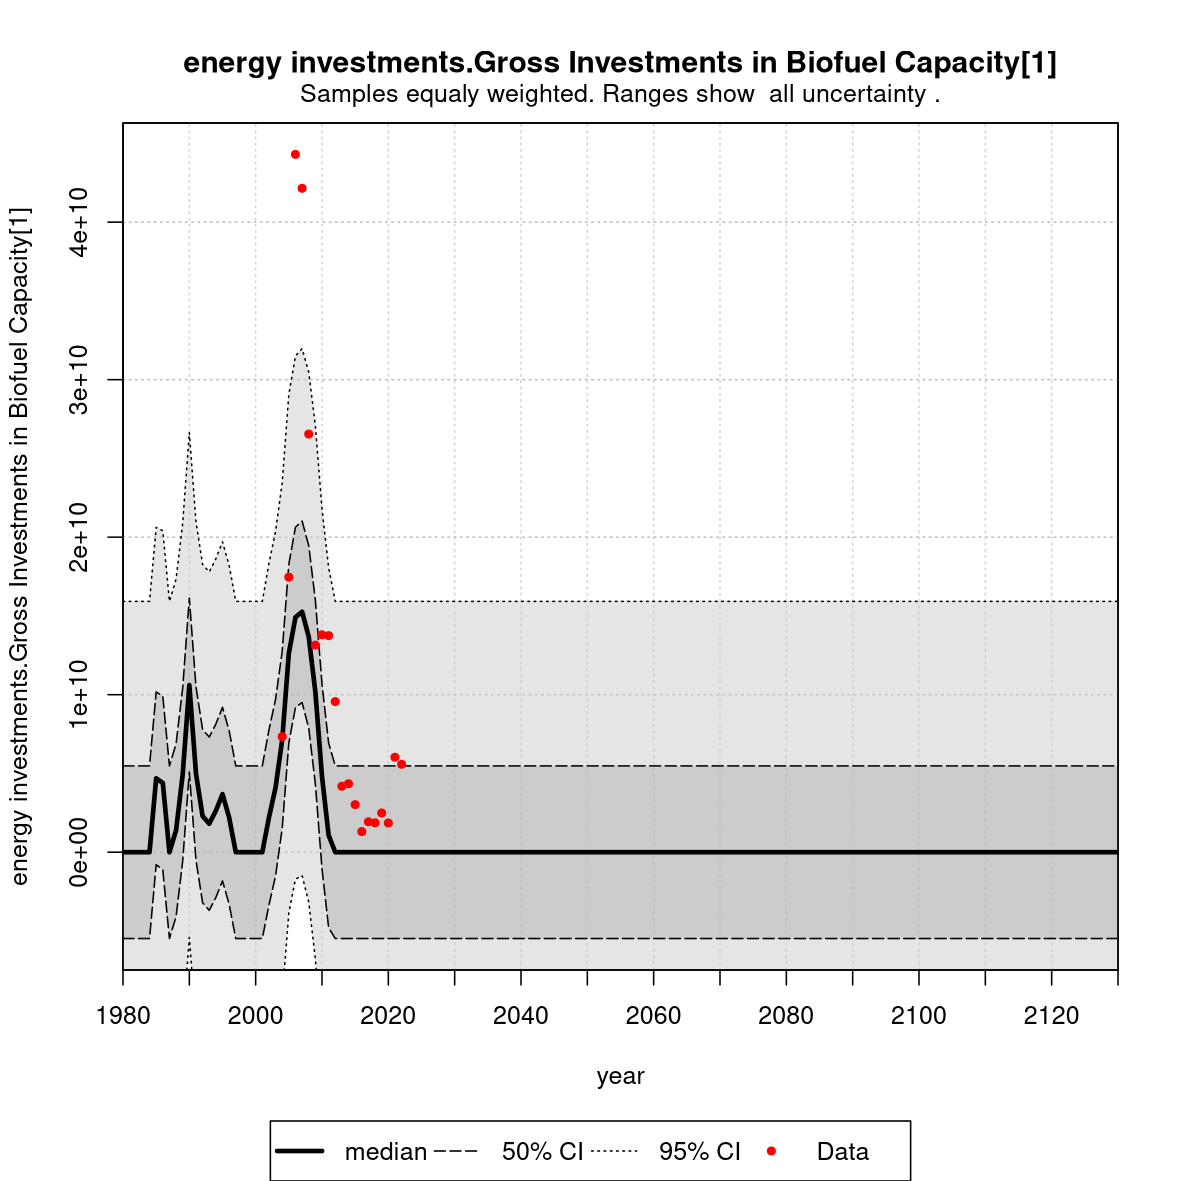 energy investments.Gross Investments in Biofuel Capacity[1]
Samples equaly weighted. Ranges show  all uncertainty .
energy investments.Gross Investments in Biofuel Capacity[1]
4e+10
3e+10
2e+10
1e+10
0e+00
1980 2000 2020 2040 2060 2080 2100 2120
year
median 50% CI 95% CI Data